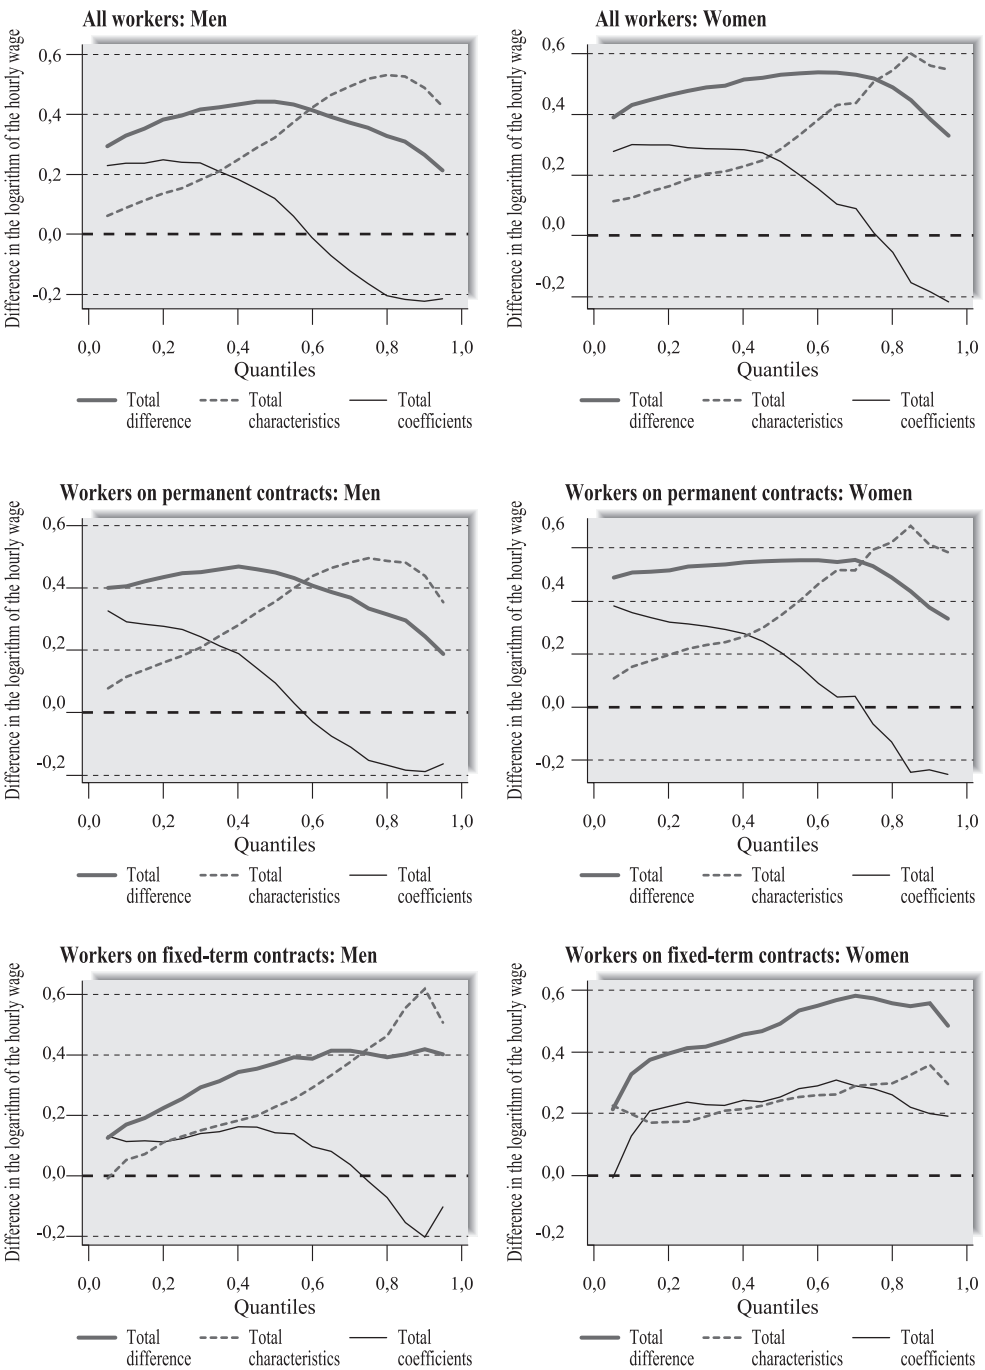 All workers: Men
Difference in the logarithm of the hourly wage
0,6
0,4
0,2
0,0
-0,2
0,0 0,2 0,4 0,6 0,8 1,0
Quantiles
Total difference
Total characteristics
Total coefficients
All workers: Women
Difference in the logarithm of the hourly wage
0,6
0,4
0,2
0,0
-0,2
0,0 0,2 0,4 0,6 0,8 1,0
Quantiles
Total difference
Total characteristics
Total coefficients
Workers on permanent contracts: Men
Difference in the logarithm of the hourly wage
0,6
0,4
0,2
0,0
-0,2
0,0 0,2 0,4 0,6 0,8 1,0
Quantiles
Total difference
Total characteristics
Total coefficients
Workers on permanent contracts: Women
Difference in the logarithm of the hourly wage
0,6
0,4
0,2
0,0
-0,2
0,0 0,2 0,4 0,6 0,8 1,0
Quantiles
Total difference
Total characteristics
Total coefficients
Workers on fixed-term contracts: Men
Difference in the logarithm of the hourly wage
0,6
0,4
0,2
0,0
-0,2
0,0 0,2 0,4 0,6 0,8 1,0
Quantiles
Total difference
Total characteristics
Total coefficients
Workers on fixed-term contracts: Women
Difference in the logarithm of the hourly wage
0,6
0,4
0,2
0,0
-0,2
0,0 0,2 0,4 0,6 0,8 1,0
Quantiles
Total difference
Total characteristics
Total coefficients